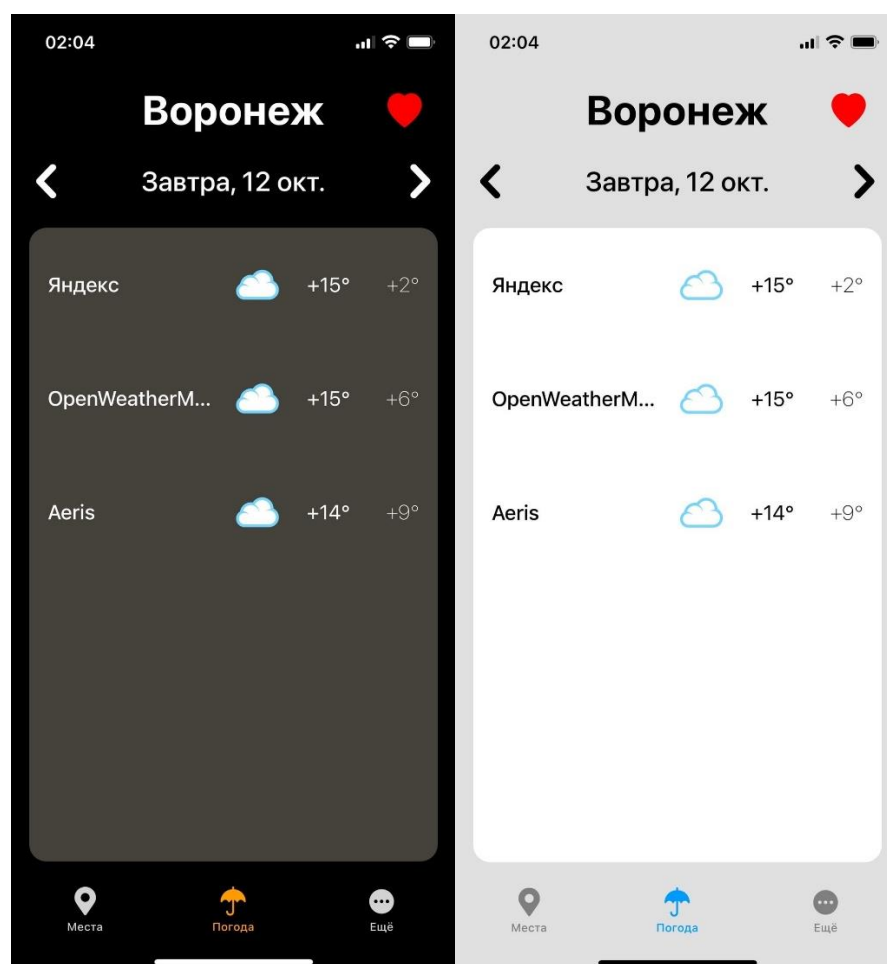 02:04
Воронеж
Завтра, 12 окт.
Яндекс +15° +2°
OpenWeatherM... +15° +6°
Aeris +14° +9°
Места Погода Ещё
02:04
Воронеж
Завтра, 12 окт.
Яндекс +15° +2°
OpenWeatherM... +15° +6°
Aeris +14° +9°
Места Погода Ещё